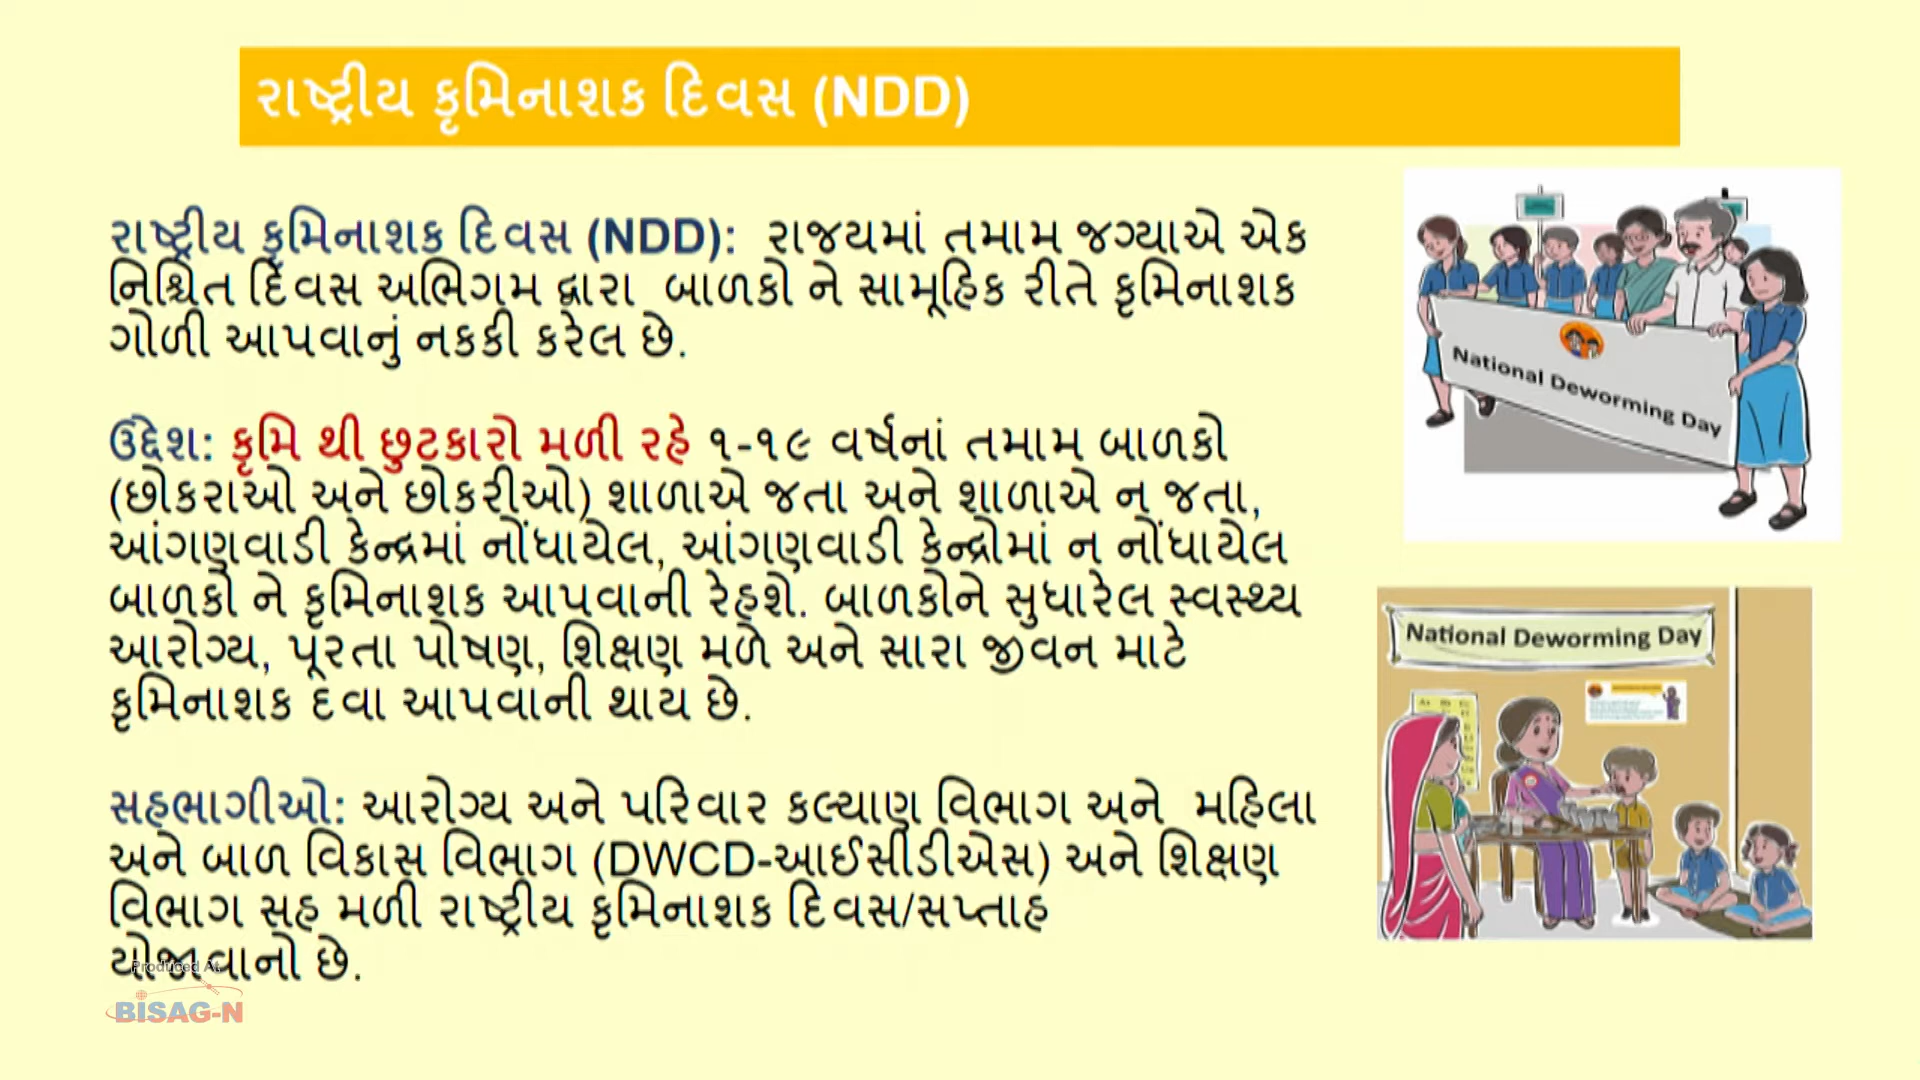 રાષ્ટ્રીય કૃમિનાશક દિવસ (NDD)
રાષ્ટ્રીય કૃમિનાશક દિવસ (NDD): રાજયમાં તમામ જગ્યાએ એક
નિશ્ચિત દિવસ અભિગમ દ્વારા બાળકો ને સામૂહિક રીતે કૃમિનાશક
ગોળી આપવાનું નકકી કરેલ છે.
ઉદ્દેશ: કૃમિ થી છુટકારો મળી રહે ૧-૧૯ વર્ષનાં તમામ બાળકો
(છોકરાઓ અને છોકરીઓ) શાળાએ જતા અને શાળાએ ન જતા,
આંગણવાડી કેન્દ્રમાં નોંધાયેલ, આંગણવાડી કેન્દ્રોમાં ન નોંધાયેલ
બાળકો ને કૃમિનાશક આપવાની રેહશે. બાળકોને સુધારેલ સ્વસ્થ્ય
આરોગ્ય, પૂરતા પોષણ, શિક્ષણ મળે અને સારા જીવન માટે
કૃમિનાશક દવા આપવાની થાય છે.
સહભાગીઓ: આરોગ્ય અને પરિવાર કલ્યાણ વિભાગ અને મહિલા
અને બાળ વિકાસ વિભાગ (DWCD-આઈસીડીએસ) અને શિક્ષણ
વિભાગ સહ મળી રાષ્ટ્રીય કૃમિનાશક દિવસ/સપ્તાહ
યોજાવાનો છે.
National Deworming Day
National Deworming Day
Produced At
BISAG-N